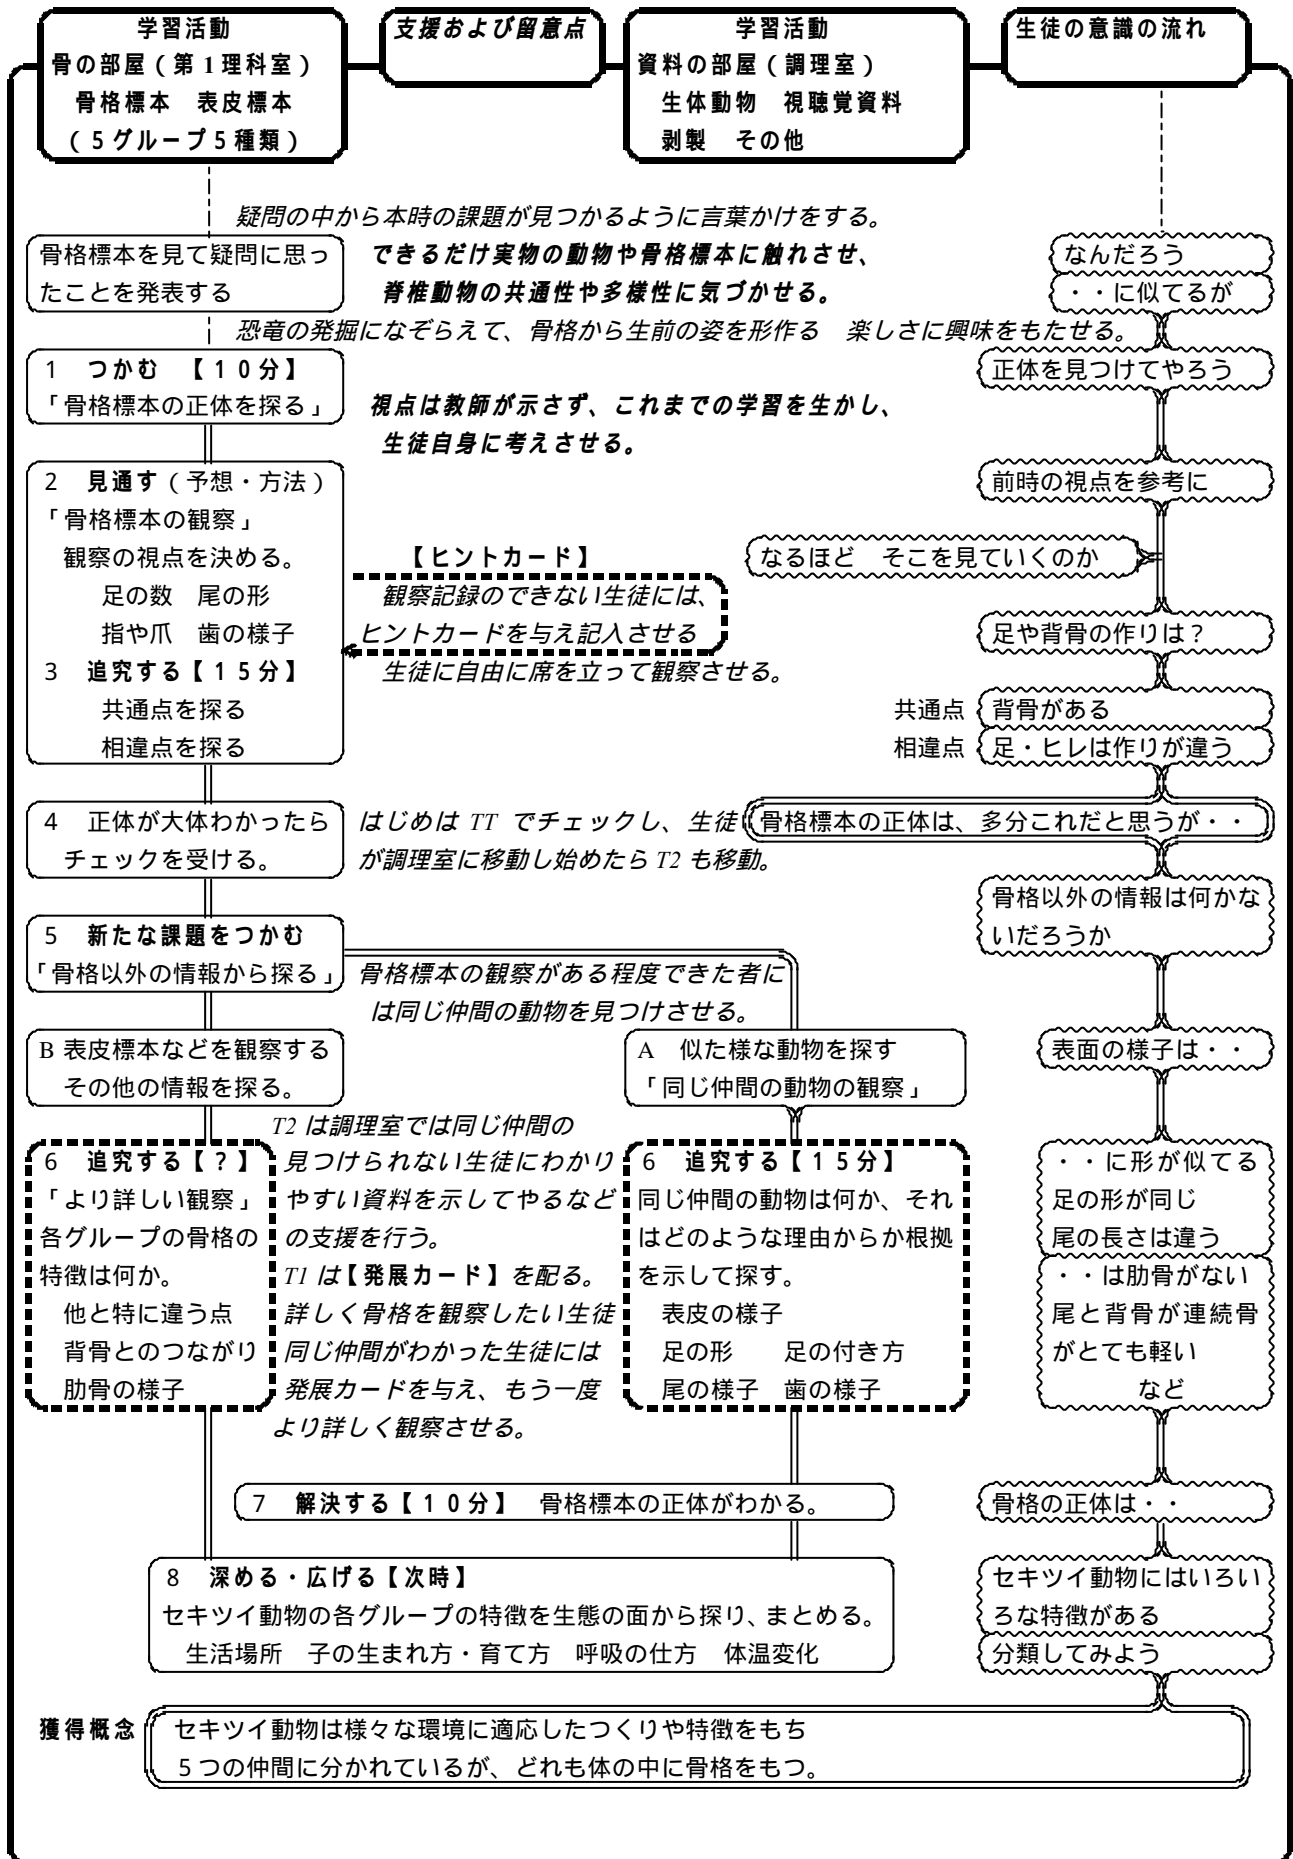 学習活動
骨の部屋(第1理科室)
骨格標本 表皮標本
(5グループ5種類)
支援および留意点
学習活動
資料の部屋(調理室)
生体動物 視聴覚資料
剥製 その他
生徒の意識の流れ
疑問の中から本時の課題が見つかるように言葉かけをする。
骨格標本を見て疑問に思っ
たことを発表する
できるだけ実物の動物や骨格標本に触れさせ、
脊椎動物の共通性や多様性に気づかせる。
なんだろう
・・に似てるが
恐竜の発掘になぞらえて、骨格から生前の姿を形作る 楽しさに興味をもたせる。
1 つかむ 【10分】
「骨格標本の正体を探る」
正体を見つけてやろう
視点は教師が示さず、これまでの学習を生かし、
生徒自身に考えさせる。
2 見通す(予想・方法)
「骨格標本の観察」
観察の視点を決める。
足の数 尾の形
指や爪 歯の様子
3 追究する【15分】
共通点を探る
相違点を探る
前時の視点を参考に
【ヒントカード】
観察記録のできない生徒には、
ヒントカードを与え記入させる
生徒に自由に席を立って観察させる。
なるほど そこを見ていくのか
足や背骨の作りは?
共通点 背骨がある
相違点 足・ヒレは作りが違う
4 正体が大体わかったら
チェックを受ける。
はじめは TT でチェックし、生徒
が調理室に移動し始めたら T2 も移動。
骨格標本の正体は、多分これだと思うが・・
骨格以外の情報は何かな
いだろうか
5 新たな課題をつかむ
「骨格以外の情報から探る」
骨格標本の観察がある程度できた者に
は同じ仲間の動物を見つけさせる。
B 表皮標本などを観察する
その他の情報を探る。
A 似た様な動物を探す
「同じ仲間の動物の観察」
表面の様子は・・
6 追究する【?】
「より詳しい観察」
各グループの骨格の
特徴は何か。
他と特に違う点
背骨とのつながり
肋骨の様子
T2 は調理室では同じ仲間の
見つけられない生徒にわかり
やすい資料を示してやるなど
の支援を行う。
T1 は【発展カード】を配る。
詳しく骨格を観察したい生徒
同じ仲間がわかった生徒には
発展カードを与え、もう一度
より詳しく観察させる。
6 追究する【15分】
同じ仲間の動物は何か、それ
はどのような理由からか根拠
を示して探す。
表皮の様子
足の形 足の付き方
尾の様子 歯の様子
・・に形が似てる
足の形が同じ
尾の長さは違う
・・は肋骨がない
尾と背骨が連続骨
がとても軽い
など
7 解決する【10分】 骨格標本の正体がわかる。
骨格の正体は・・
8 深める・広げる【次時】
セキツイ動物の各グループの特徴を生態の面から探り、まとめる。
生活場所 子の生まれ方・育て方 呼吸の仕方 体温変化
セキツイ動物にはいろい
ろな特徴がある
分類してみよう
獲得概念
セキツイ動物は様々な環境に適応したつくりや特徴をもち
5つの仲間に分かれているが、どれも体の中に骨格をもつ。